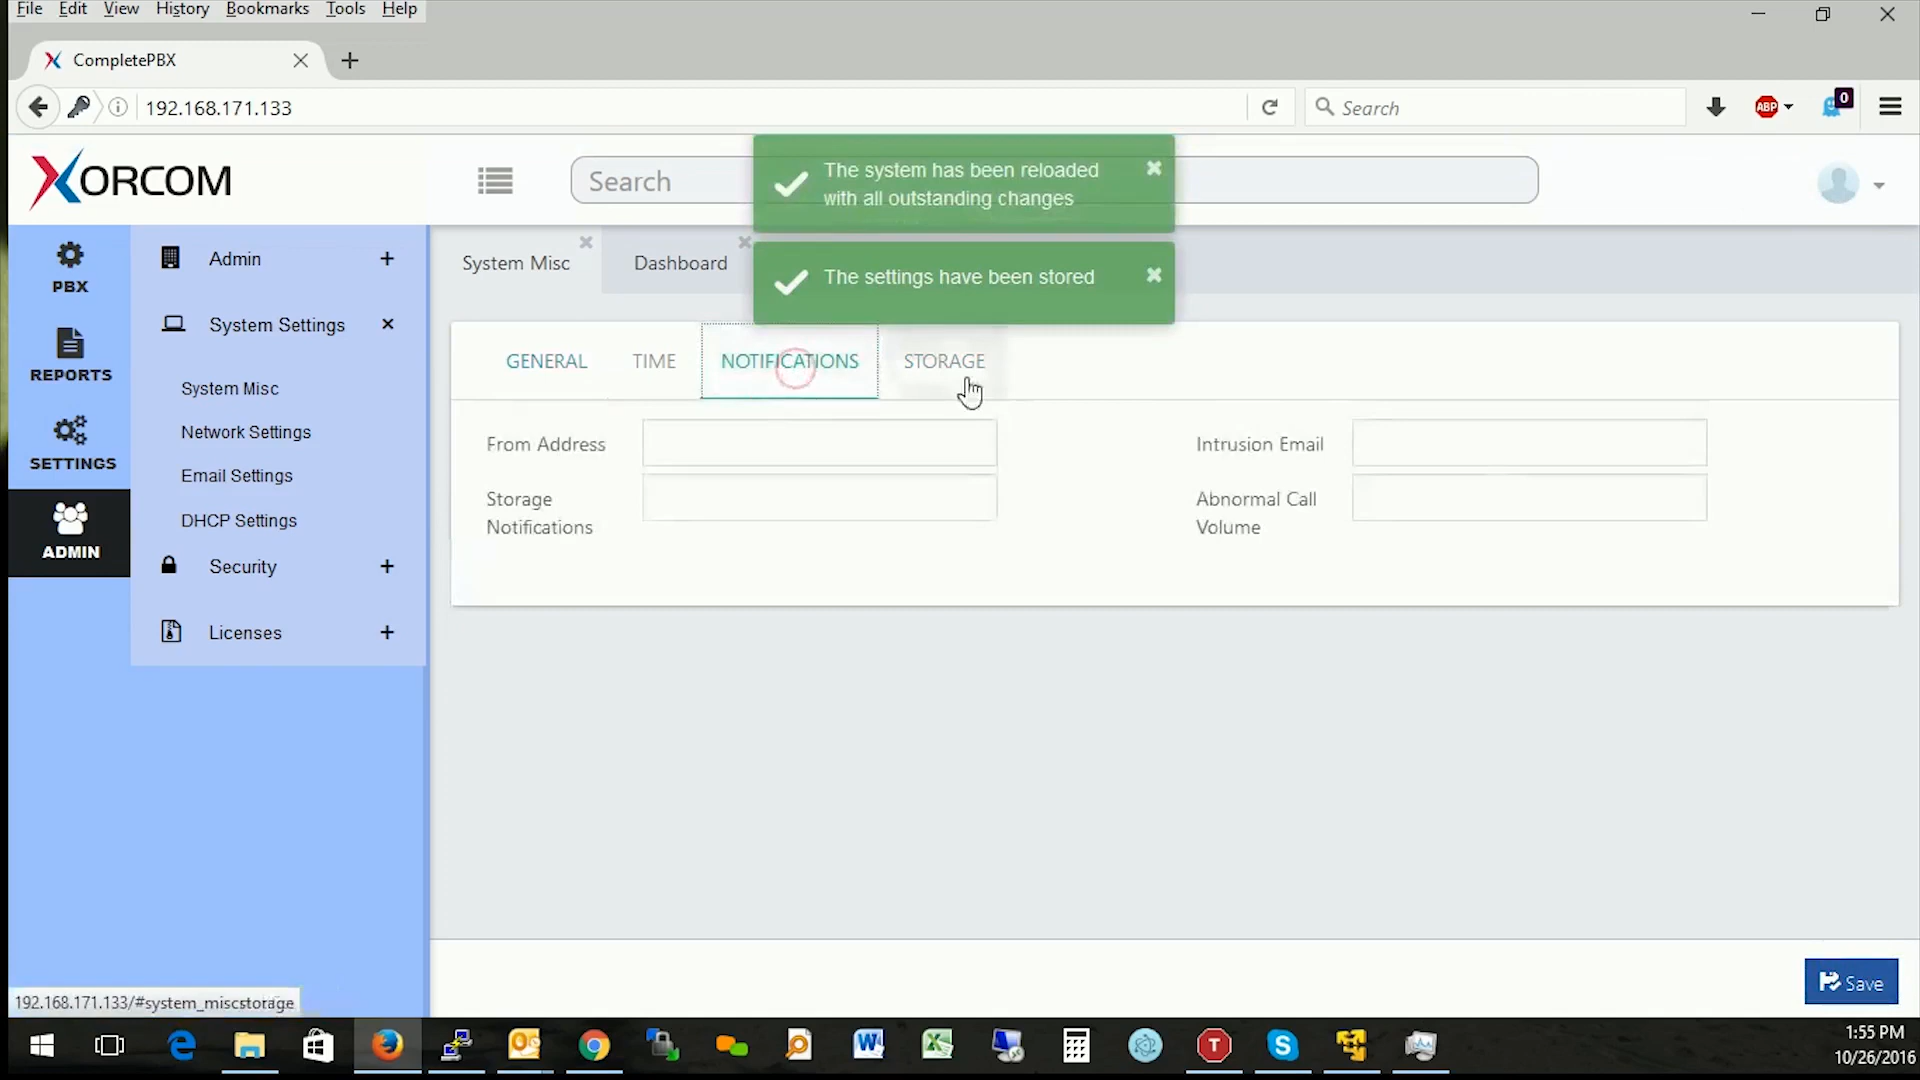 File Edit View History Bookmarks Tools Help
CompletePBX
192.168.171.133
Search
ABP
0
XORCOM
Search
The system has been reloaded
with all outstanding changes
The settings have been stored
PBX
REPORTS
SETTINGS
ADMIN
Admin
System Settings
System Misc
Network Settings
Email Settings
DHCP Settings
Security
Licenses
System Misc
Dashboard
GENERAL
TIME
NOTIFICATIONS
STORAGE
From Address
Intrusion Email
Storage
Notifications
Abnormal Call
Volume
Save
192.168.171.133/#system_miscstorage
1:55 PM
10/26/2016